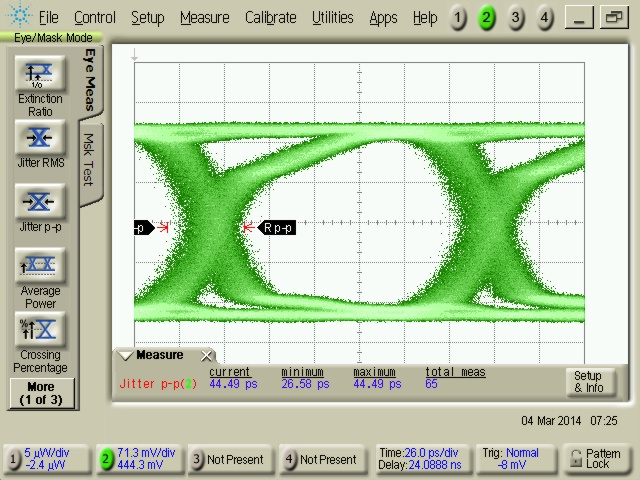 File Control Setup Measure Calibrate Utilities Apps Help 1 2 3 4
Eye/Mask Mode
Eye Meas
Msk Test
1/0
Extinction
Ratio
Jitter RMS
Jitter p-p
Average
Power
%
Crossing
Percentage
More
(1 of 3)
-p
R p-p
Measure
current minimum maximum total meas
Jitter p-p(2) 44.49 ps 26.58 ps 44.49 ps 65
Setup
& Info
04 Mar 2014 07:25
1 5 µW/div
-2.4 µW
2 71.3 mV/div
444.3 mV
3 Not Present
4 Not Present
Time:26.0 ps/div
Delay:24.0888 ns
Trig: Normal
-8 mV
Pattern
Lock